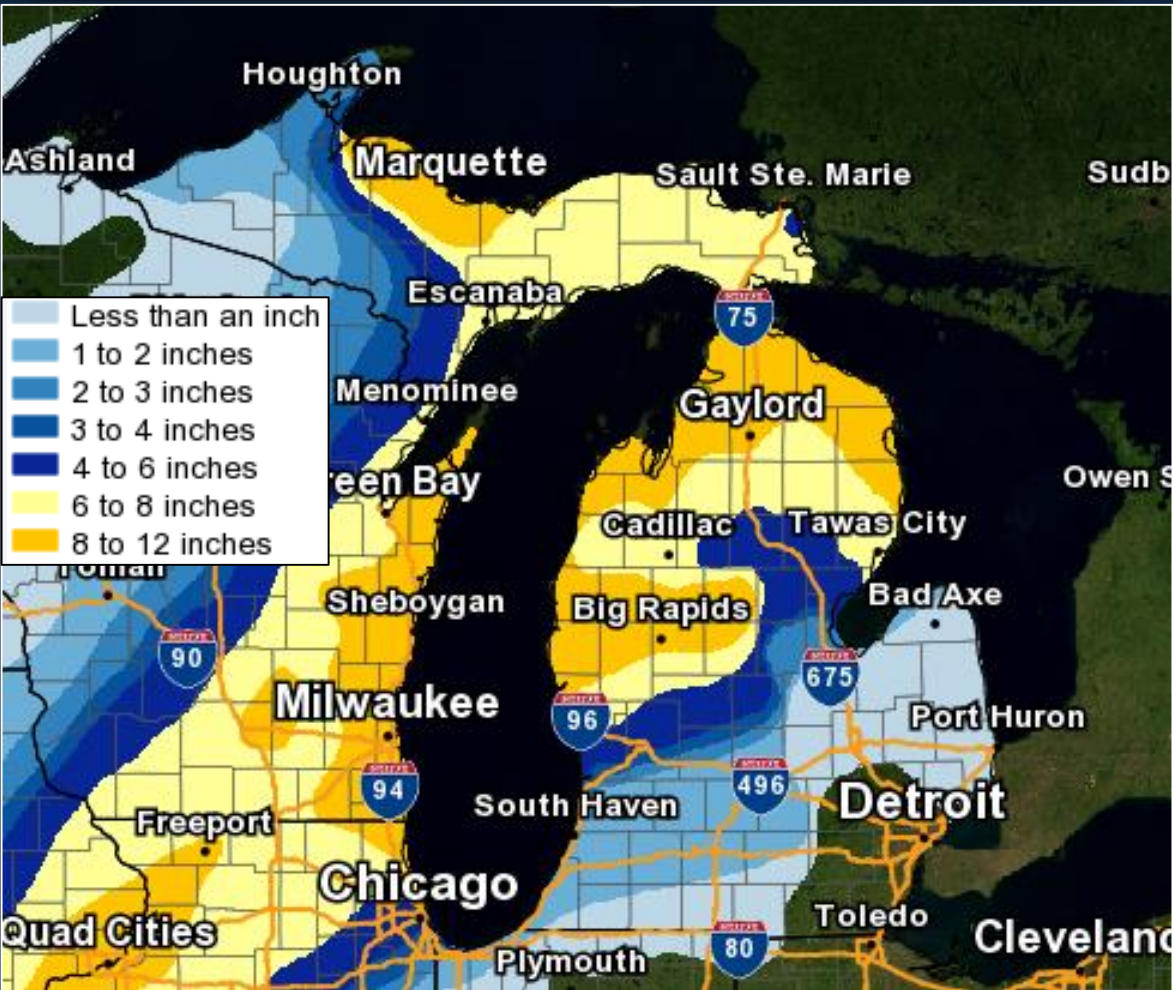 Houghton
Ashland
Marquette
Sault Ste. Marie
Sudb
Escanaba
75
Less than an inch
1 to 2 inches
2 to 3 inches
3 to 4 inches
4 to 6 inches
6 to 8 inches
8 to 12 inches
Menominee
Gaylord
reen Bay
Owen S
Cadillac
Tawas City
Sheboygan
Big Rapids
Bad Axe
90
675
Milwaukee
96
Port Huron
94
496
South Haven
Detroit
Freeport
Chicago
Quad Cities
Toledo
Clevelanc
80
Plymouth